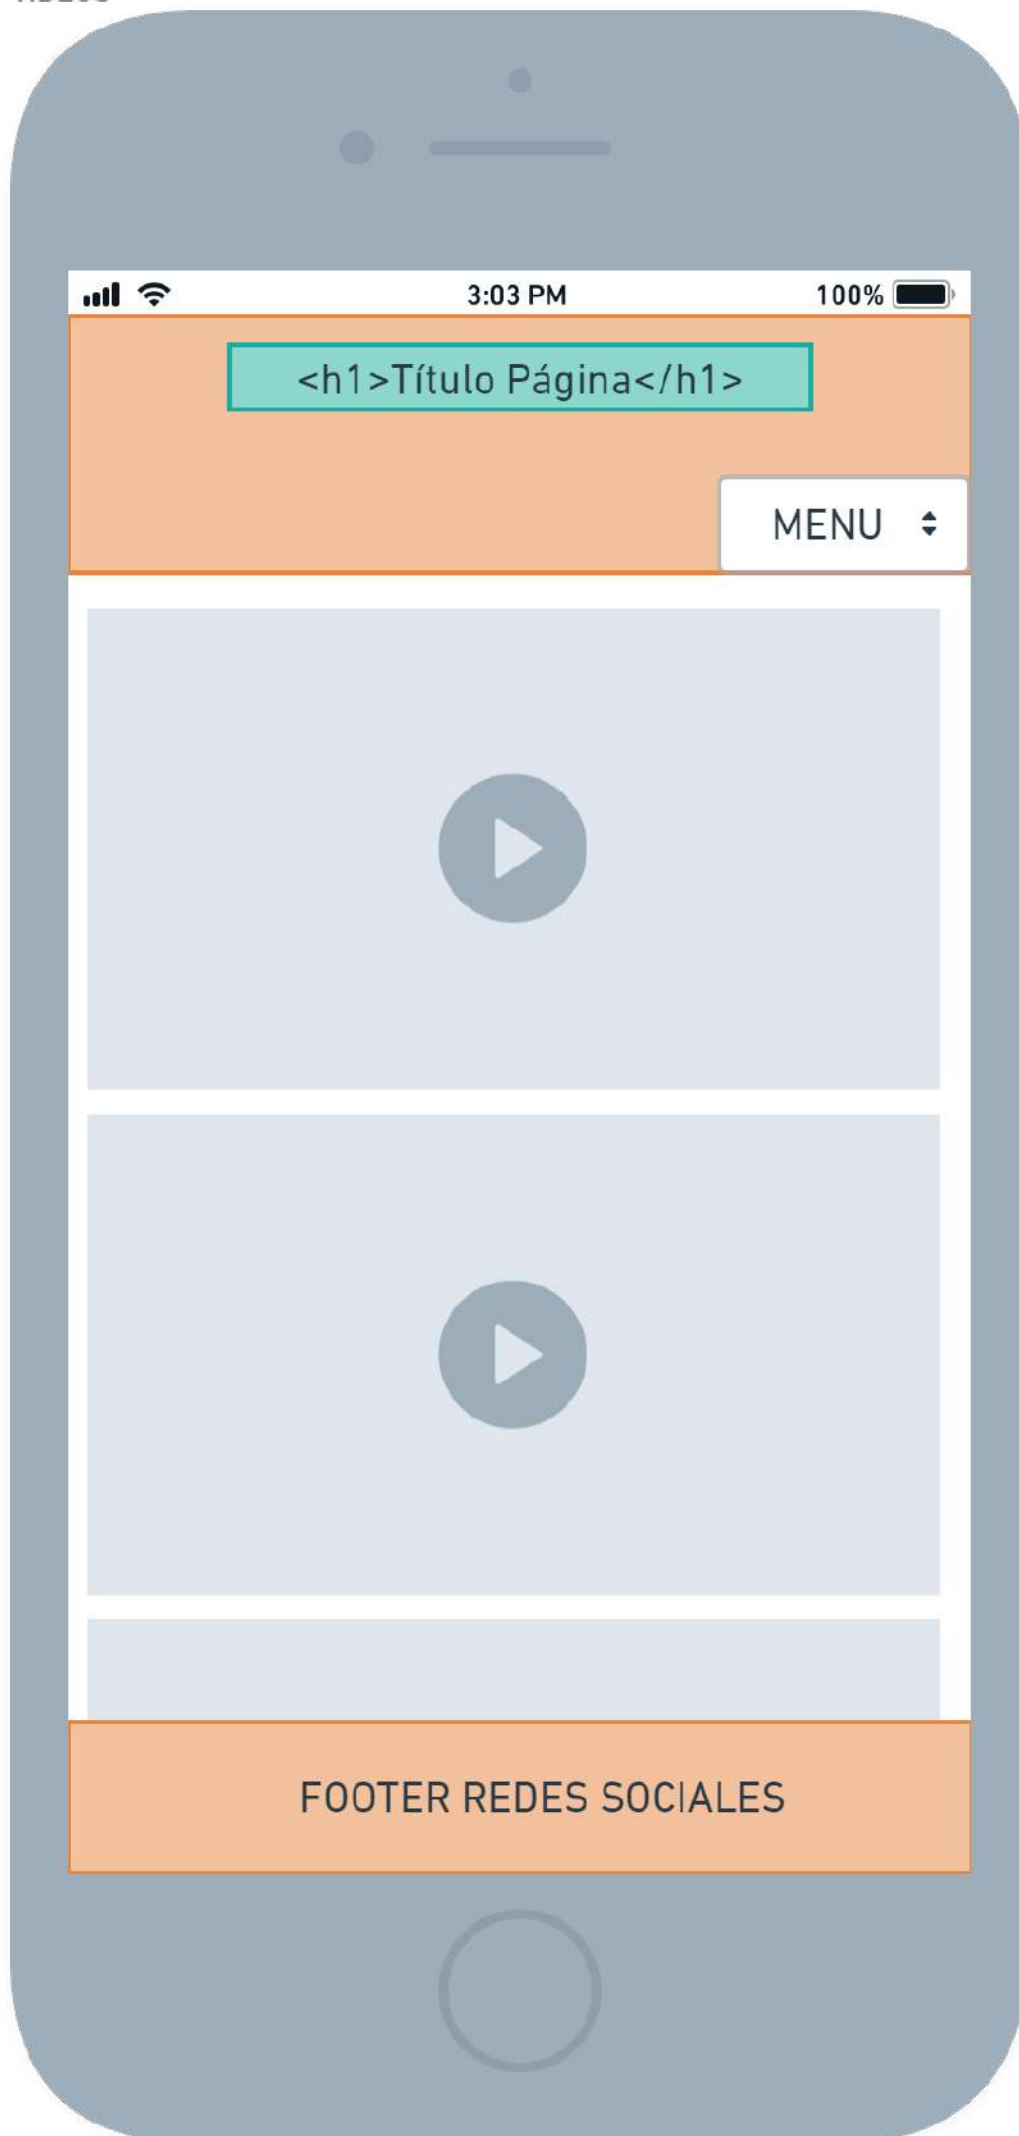 3:03 PM
100%
<h1>Título Página</h1>
MENU
FOOTER REDES SOCIALES